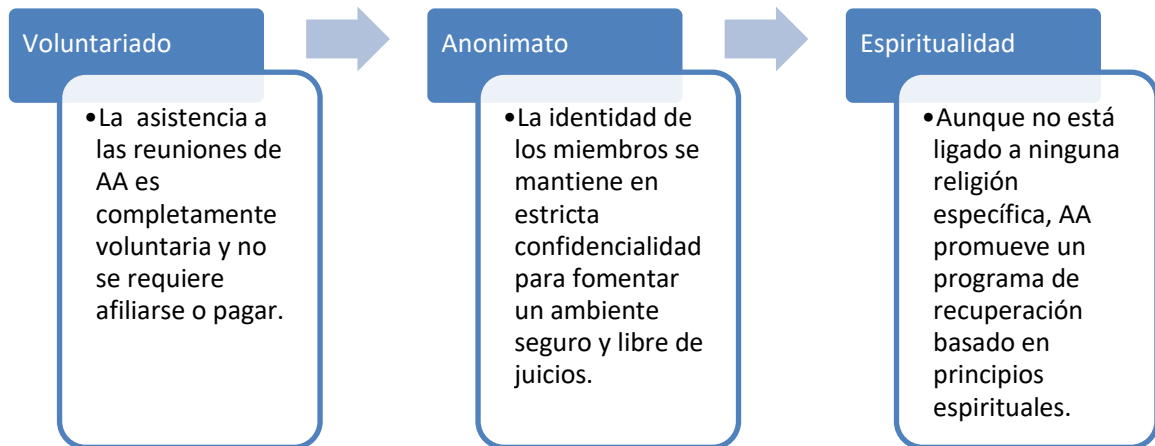 Voluntariado
•La  asistencia a
las reuniones de
AA es
completamente
voluntaria y no
se requiere
afiliarse o pagar.
Anonimato
•La identidad de
los miembros se
mantiene en
estricta
confidencialidad
para fomentar
un ambiente
seguro y libre de
juicios.
Espiritualidad
•Aunque no está
ligado a ninguna
religión
específica, AA
promueve un
programa de
recuperación
basado en
principios
espirituales.